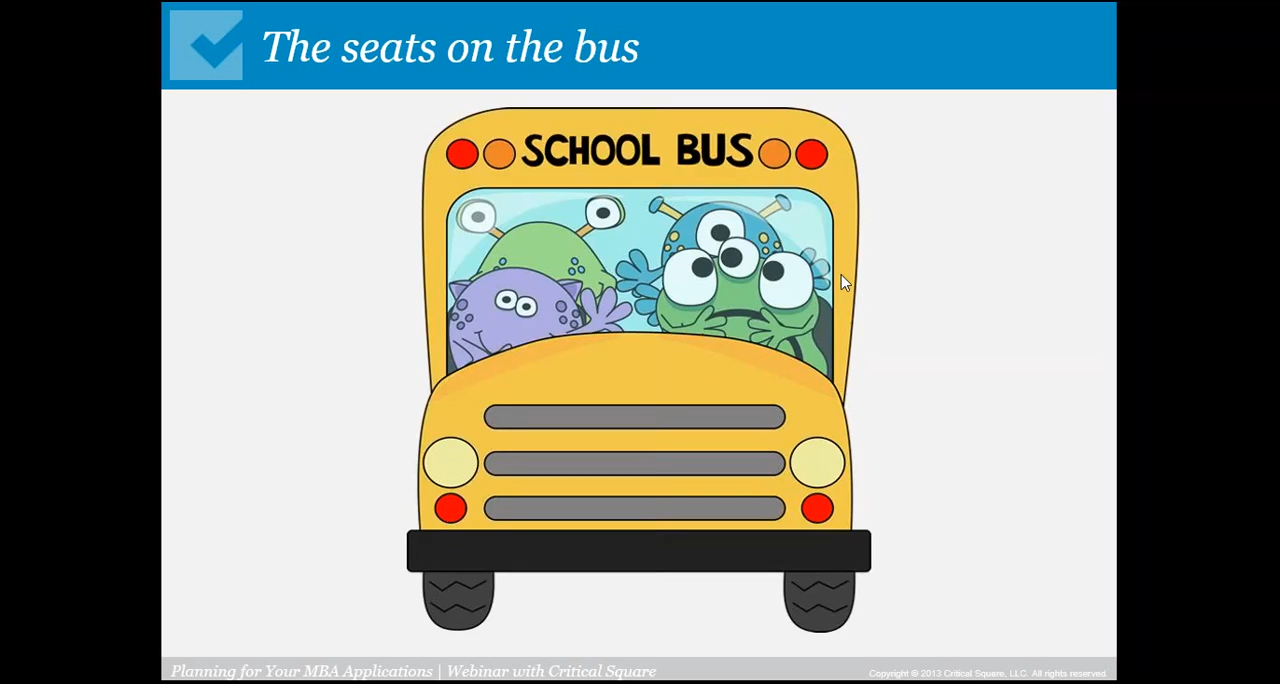 The seats on the bus
SCHOOL BUS
Planning for Your MBA Applications | Webinar with Critical Square
Copyright © 2013 Critical Square, LLC. All rights reserved.